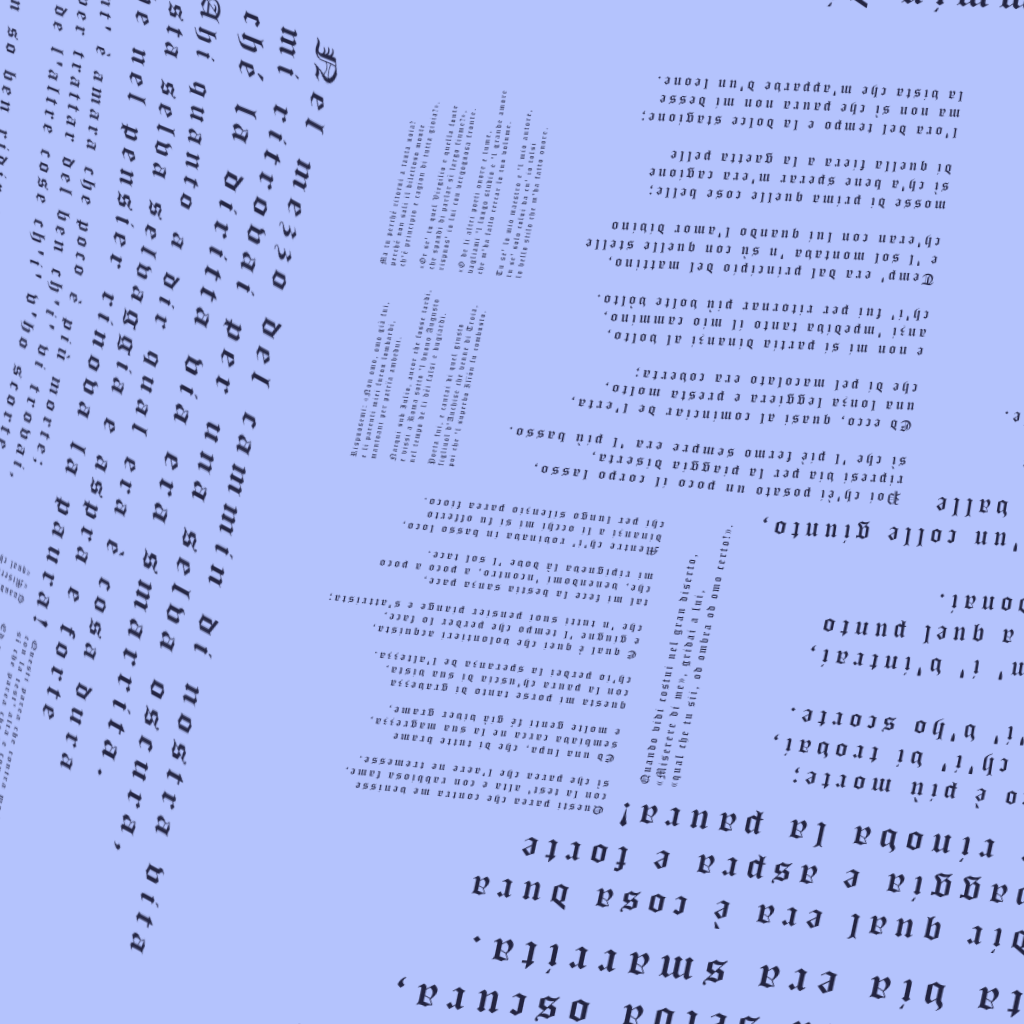 Nel mezzo del cammin di nostra vita
mi ritrovai per una selva oscura,
ché la diritta via era smarrita.
Ahi quanto a dir qual era è cosa dura
sta selva selvaggia e aspra e forte
e nel pensier rinova la paura!
nt' è amara che poco è più morte;
per trattar del ben ch'i' vi trovai,
de l'altre cose ch'i' v'ho scorte.
n so ben ridir
selva oscura,
ta via era smarrita.
dir qual era è cosa dura
vaggia e aspra e forte
r rinova la paura!
co è più morte;
ch'i' vi trovai,
'i' v'ho scorte.
m' i' v'intrai,
a quel punto
bonai.
'un colle giunto,
valle
Poi ch'èi posato un poco il corpo lasso,
ripresi via per la piaggia diserta,
sì che 'l piè fermo sempre era 'l più basso.
Ed ecco, quasi al cominciar de l'erta,
una lonza leggiera e presta molto,
che di pel macolato era coverta;
e non mi si partia dinanzi al volto,
anzi 'mpediva tanto il mio cammino,
ch'i' fui per ritornar più volte vòlto.
Temp' era dal principio del mattino,
e 'l sol montava 'n sù con quelle stelle
ch'eran con lui quando l'amor divino
mosse di prima quelle cose belle;
sì ch'a bene sperar m'era cagione
di quella fiera a la gaetta pelle
l'ora del tempo e la dolce stagione;
ma non sì che paura non mi desse
la vista che m'apparve d'un leone.
Questi parea che contra me venisse
con la test' alta e con rabbiosa fame,
sì che parea che l'aere ne tremesse.
Ed una lupa, che di tutte brame
sembiava carca ne la sua magrezza,
e molte genti fé già viver grame,
questa mi porse tanto di gravezza
con la paura ch'uscia di sua vista,
ch'io perdei la speranza de l'altezza.
E qual è quei che volontieri acquista,
e giugne 'l tempo che perder lo face,
che 'n tutti suoi pensier piange e s'attrista;
tal mi fece la bestia sanza pace,
che, venendomi 'ncontro, a poco a poco
mi ripigneva là dove 'l sol tace.
Mentre ch'i' rovinava in basso loco,
dinanzi a li occhi mi si fu offerto
chi per lungo silenzio parea fioco.
Quando vidi costui nel gran diserto,
«Miserere di me», gridai a lui,
«qual che tu sii, od ombra od omo certo!».
Rispuosemi: «Non omo, omo già fui,
e li parenti miei furon lombardi,
mantoani per patrïa ambedui.
Nacqui sub Iulio, ancor che fosse tardi,
e vissi a Roma sotto 'l buono Augusto
nel tempo de li dèi falsi e bugiardi.
Poeta fui, e cantai di quel giusto
figliuol d'Anchise che venne di Troia,
poi che 'l superbo Ilïón fu combusto.
Ma tu perché ritorni a tanta noia?
perché non sali il dilettoso monte
ch'è principio e cagion di tutta gioia?».
«Or se' tu quel Virgilio e quella fonte
che spandi di parlar sì largo fiume?»,
rispuos' io lui con vergognosa fronte.
«O de li altri poeti onore e lume,
vagliami 'l lungo studio e 'l grande amore
che m'ha fatto cercar lo tuo volume.
Tu se' lo mio maestro e 'l mio autore,
tu se' solo colui da cu' io tolsi
lo bello stilo che m'ha fatto onore.